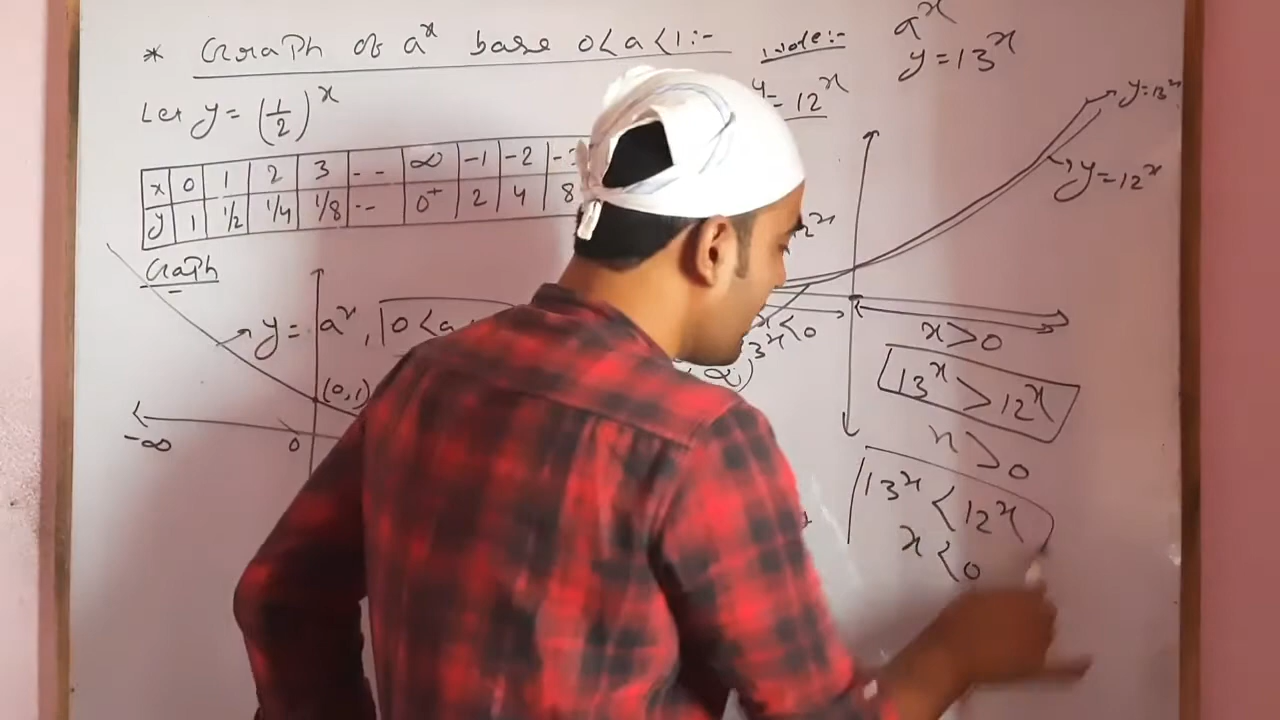 * Graph of a^x base 0<a<1:-
Let y = (1/2)^x
x 0 1 2 3 -- ∞ -1 -2
y 1 1/2 1/4 1/8 -- 0⁺ 2 4 8
Graph
y = a^x, 0<a
(0,1)
-∞
0
Note:-
y = 12^x
a^x
y = 13^x
y = 13^x
y = 12^x
x<0
x>0
13^x > 12^x
x>0
13^x < 12^x
x<0